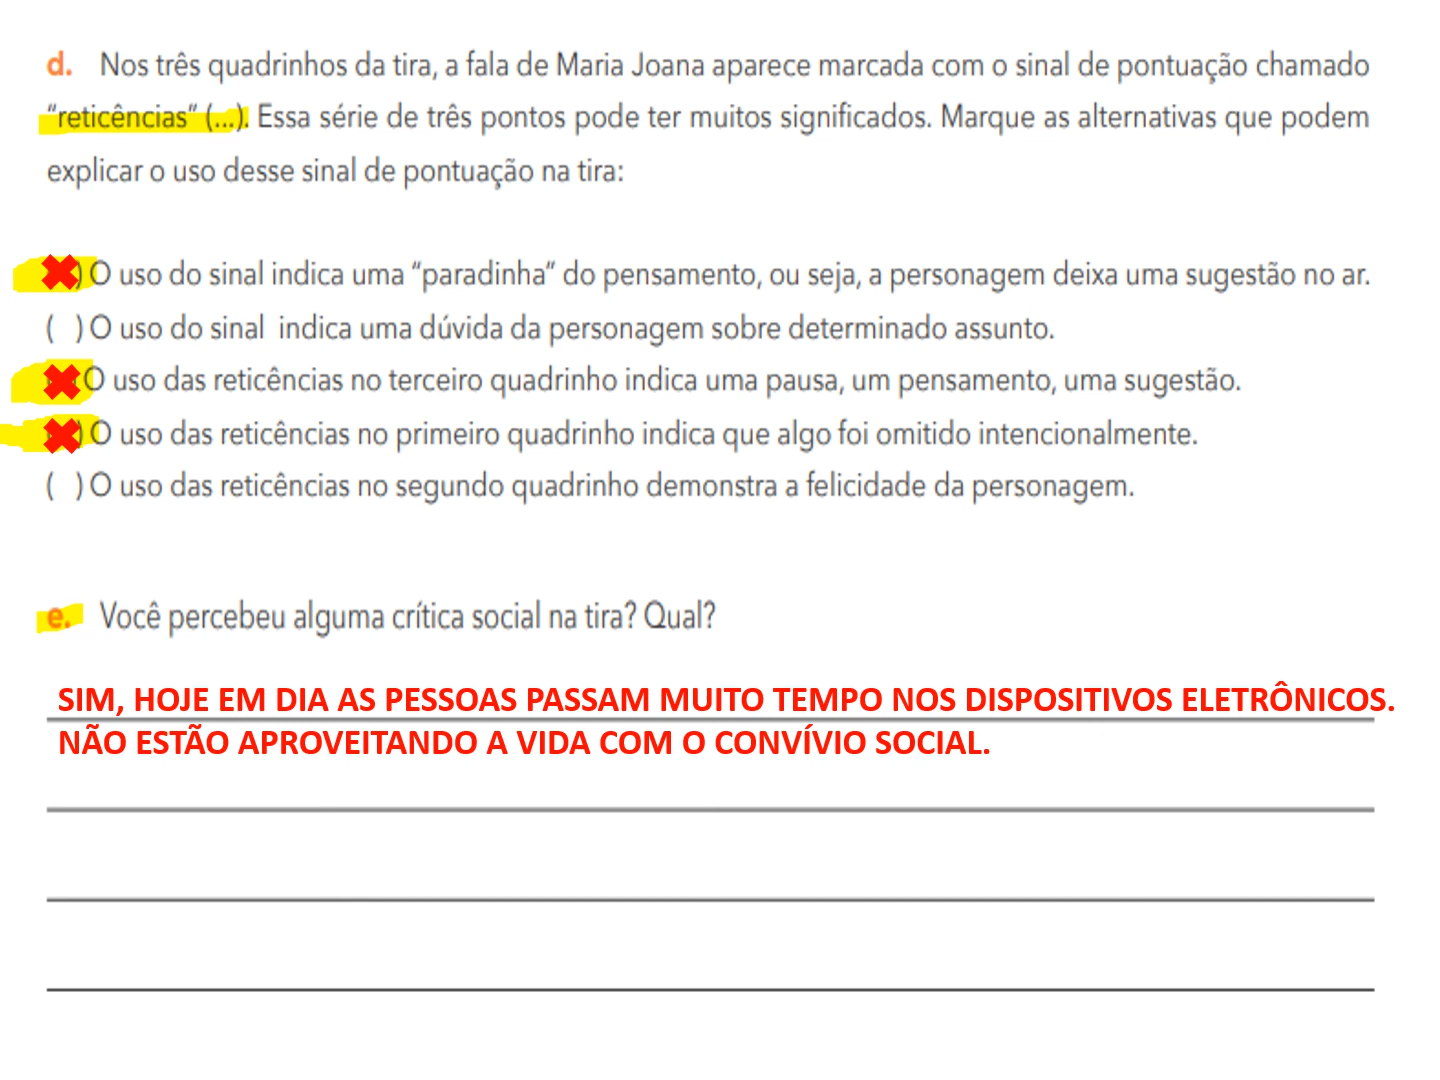 d. Nos três quadrinhos da tira, a fala de Maria Joana aparece marcada com o sinal de pontuação chamado
“reticências” (...). Essa série de três pontos pode ter muitos significados. Marque as alternativas que podem
explicar o uso desse sinal de pontuação na tira:
) O uso do sinal indica uma “paradinha” do pensamento, ou seja, a personagem deixa uma sugestão no ar.
( ) O uso do sinal indica uma dúvida da personagem sobre determinado assunto.
O uso das reticências no terceiro quadrinho indica uma pausa, um pensamento, uma sugestão.
) O uso das reticências no primeiro quadrinho indica que algo foi omitido intencionalmente.
( ) O uso das reticências no segundo quadrinho demonstra a felicidade da personagem.
e. Você percebeu alguma crítica social na tira? Qual?
SIM, HOJE EM DIA AS PESSOAS PASSAM MUITO TEMPO NOS DISPOSITIVOS ELETRÔNICOS.
NÃO ESTÃO APROVEITANDO A VIDA COM O CONVÍVIO SOCIAL.